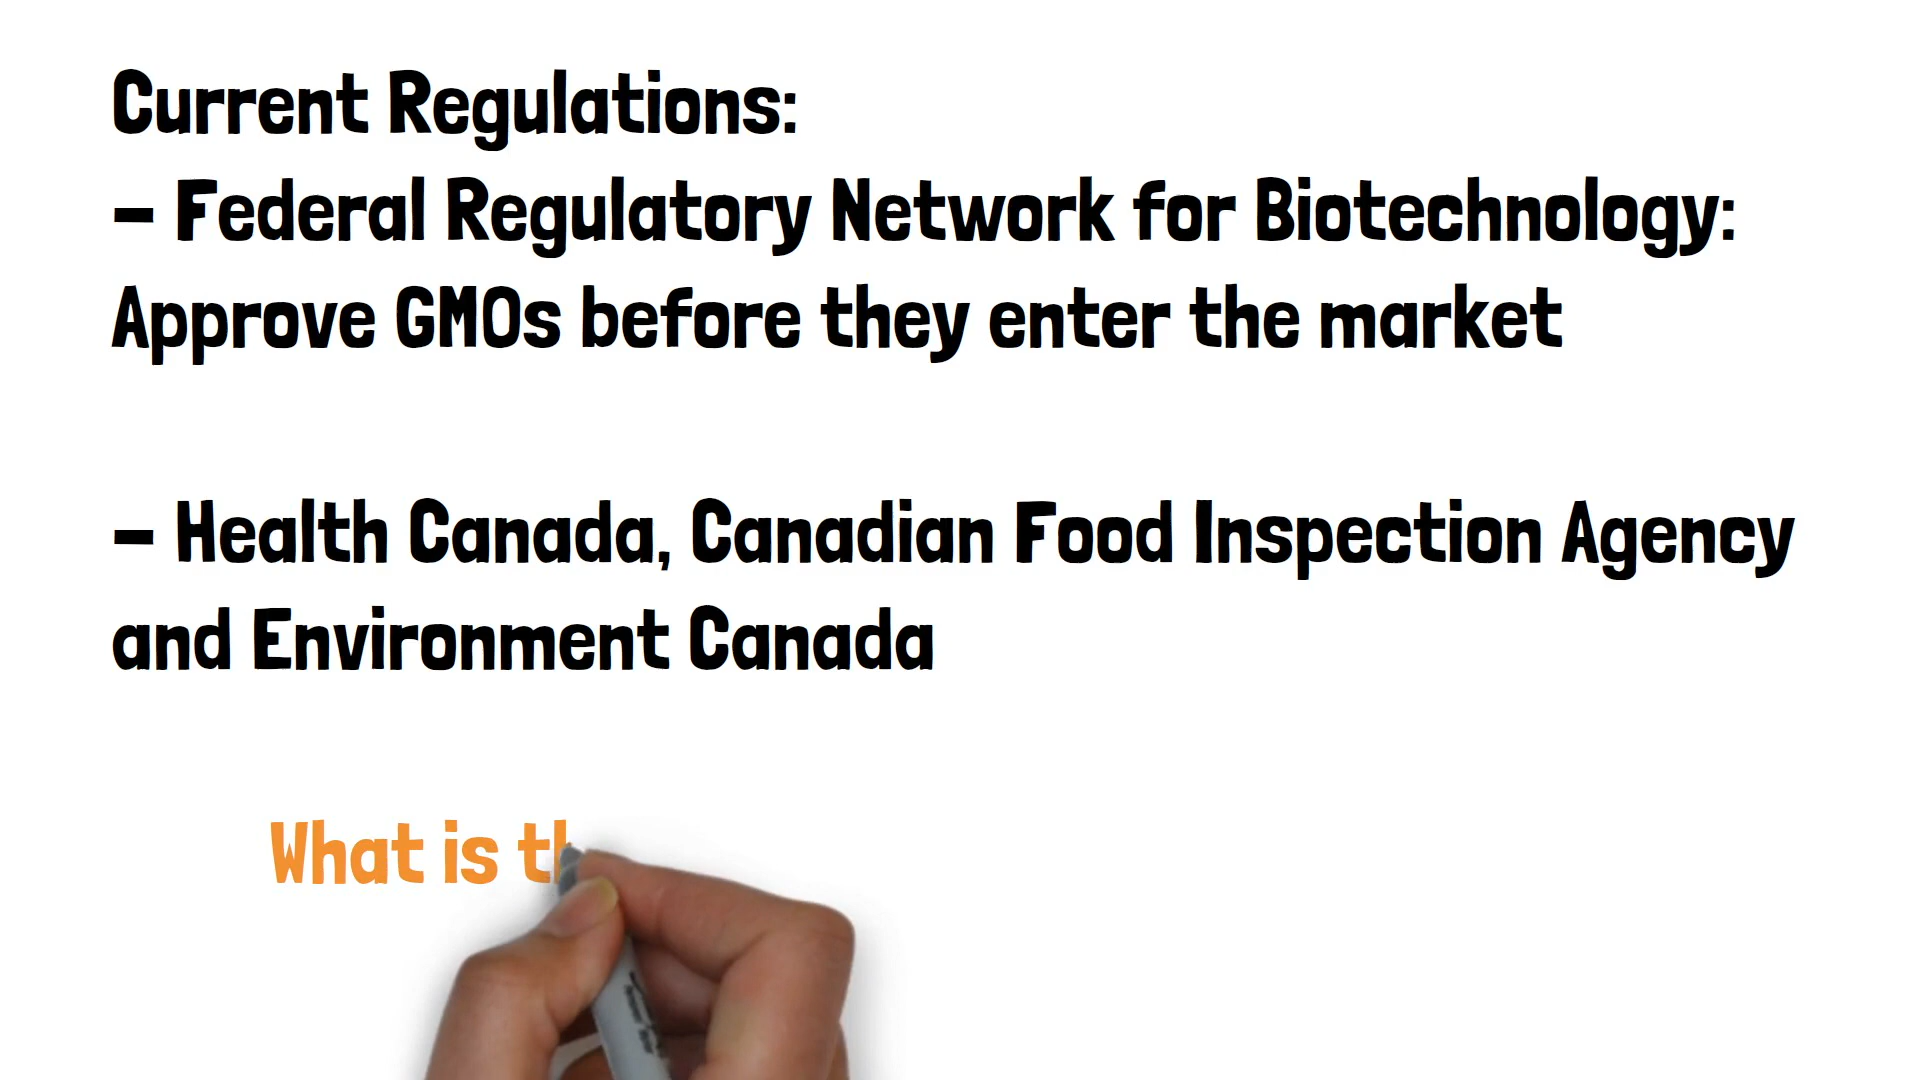 Current Regulations:
- Federal Regulatory Network for Biotechnology:
Approve GMOs before they enter the market
- Health Canada, Canadian Food Inspection Agency
and Environment Canada
What is th